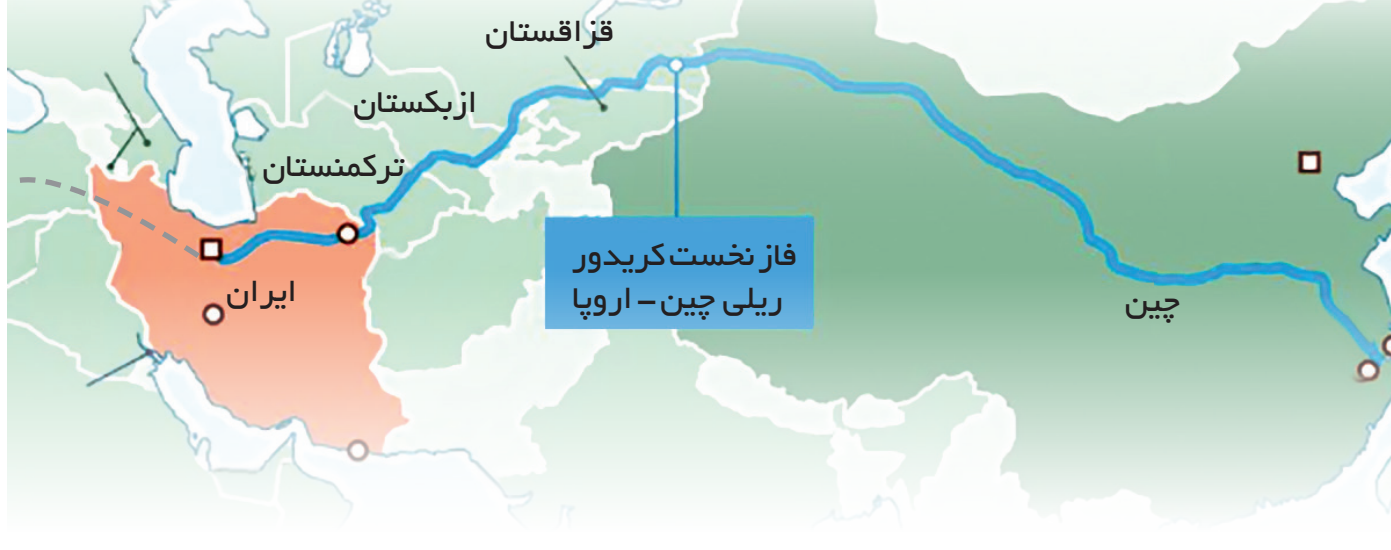 قزاقستان
ازبکستان
ترکمنستان
فاز نخست کریدور
ریلی چین – اروپا
ایران
چین